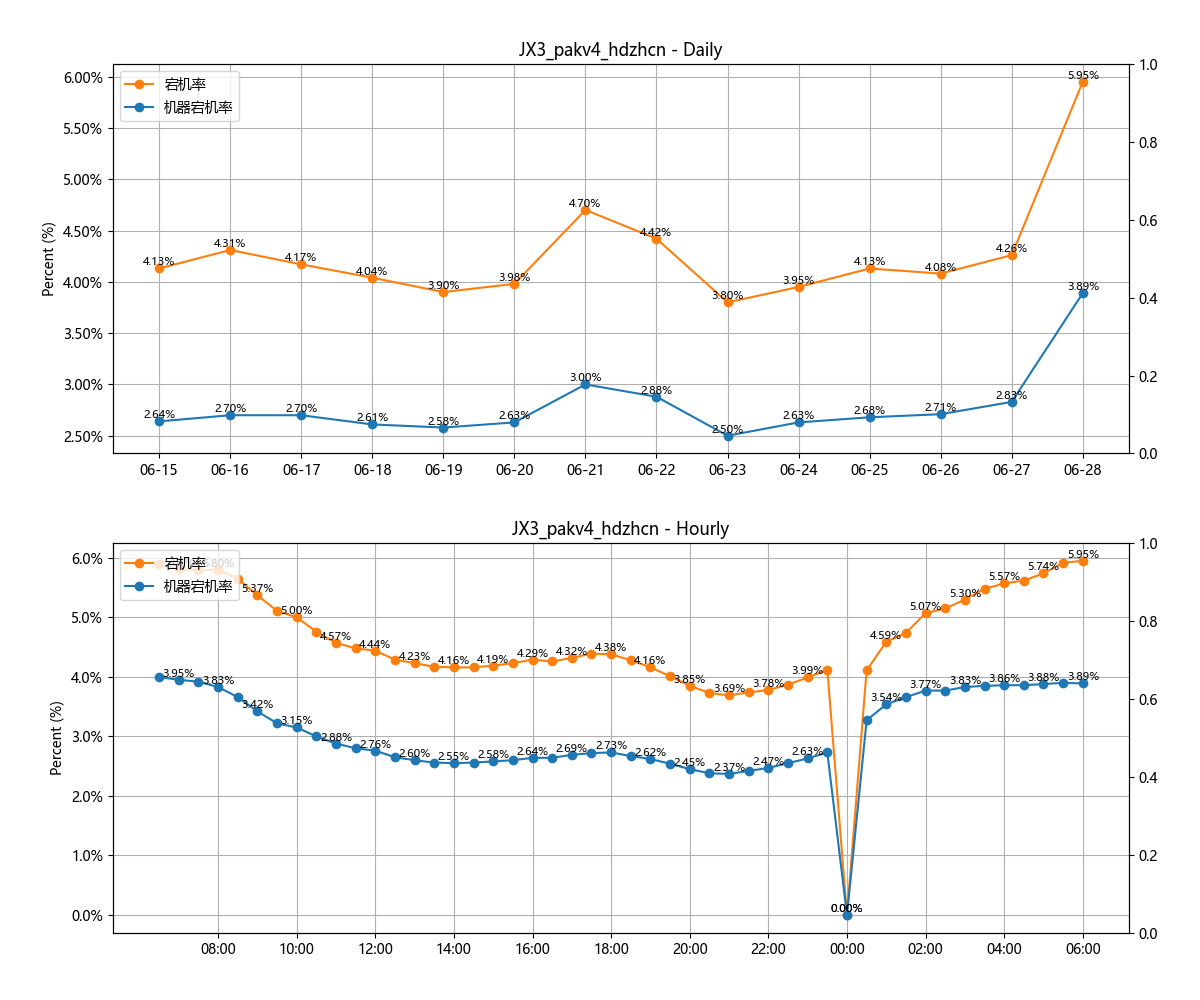 JX3_pakv4_hdzhcn - Daily
宕机率
机器宕机率
Percent (%)
6.00%
5.50%
5.00%
4.50%
4.00%
3.50%
3.00%
2.50%
1.0
0.8
0.6
0.4
0.2
0.0
4.13% 4.31% 4.17% 4.04% 3.90% 3.98% 4.70% 4.42% 3.80% 3.95% 4.13% 4.08% 4.26% 5.95%
2.64% 2.70% 2.70% 2.61% 2.58% 2.63% 3.00% 2.88% 2.50% 2.63% 2.68% 2.71% 2.83% 3.89%
06-15 06-16 06-17 06-18 06-19 06-20 06-21 06-22 06-23 06-24 06-25 06-26 06-27 06-28
JX3_pakv4_hdzhcn - Hourly
宕机率
机器宕机率
Percent (%)
6.0%
5.0%
4.0%
3.0%
2.0%
1.0%
0.0%
1.0
0.8
0.6
0.4
0.2
0.0
5.37% 5.00% 4.57% 4.44% 4.23% 4.16% 4.19% 4.29% 4.32% 4.38% 4.16% 3.85% 3.69% 3.78% 3.99% 0.00% 4.59% 5.07% 5.30% 5.57% 5.74% 5.95%
3.95% 3.83% 3.42% 3.15% 2.88% 2.76% 2.60% 2.55% 2.58% 2.64% 2.69% 2.73% 2.62% 2.45% 2.37% 2.47% 2.63% 0.00% 3.54% 3.77% 3.83% 3.86% 3.88% 3.89%
08:00 10:00 12:00 14:00 16:00 18:00 20:00 22:00 00:00 02:00 04:00 06:00